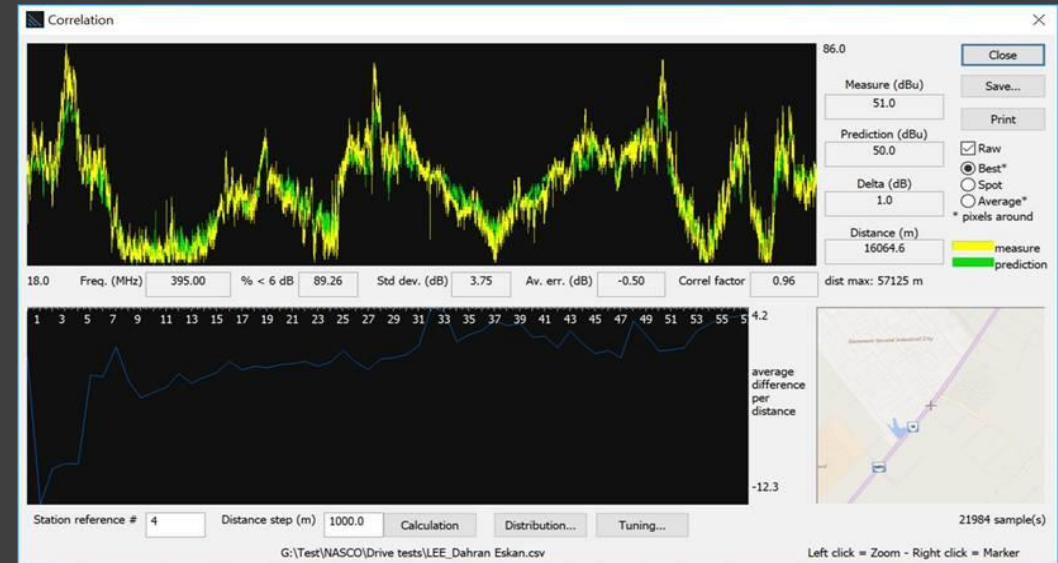 Correlation
86.0
Close
Measure (dBu)
51.0
Save...
Print
Prediction (dBu)
50.0
Raw
Best*
Delta (dB)
1.0
Spot
Average*
* pixels around
Distance (m)
16064.6
measure
prediction
18.0 Freq. (MHz) 395.00 % < 6 dB 89.26 Std dev. (dB) 3.75 Av. err. (dB) -0.50 Correl factor 0.96 dist max: 57125 m
1 3 5 7 9 11 13 15 17 19 21 23 25 27 29 31 33 35 37 39 41 43 45 47 49 51 53 55 5
4.2
average
difference
per
distance
-12.3
Dammam Second Industrial City
Station reference # 4 Distance step (m) 1000.0 Calculation Distribution... Tuning... 21984 sample(s)
G:\Test\NASCO\Drive tests\LEE_Dahran Eskan.csv
Left click = Zoom - Right click = Marker